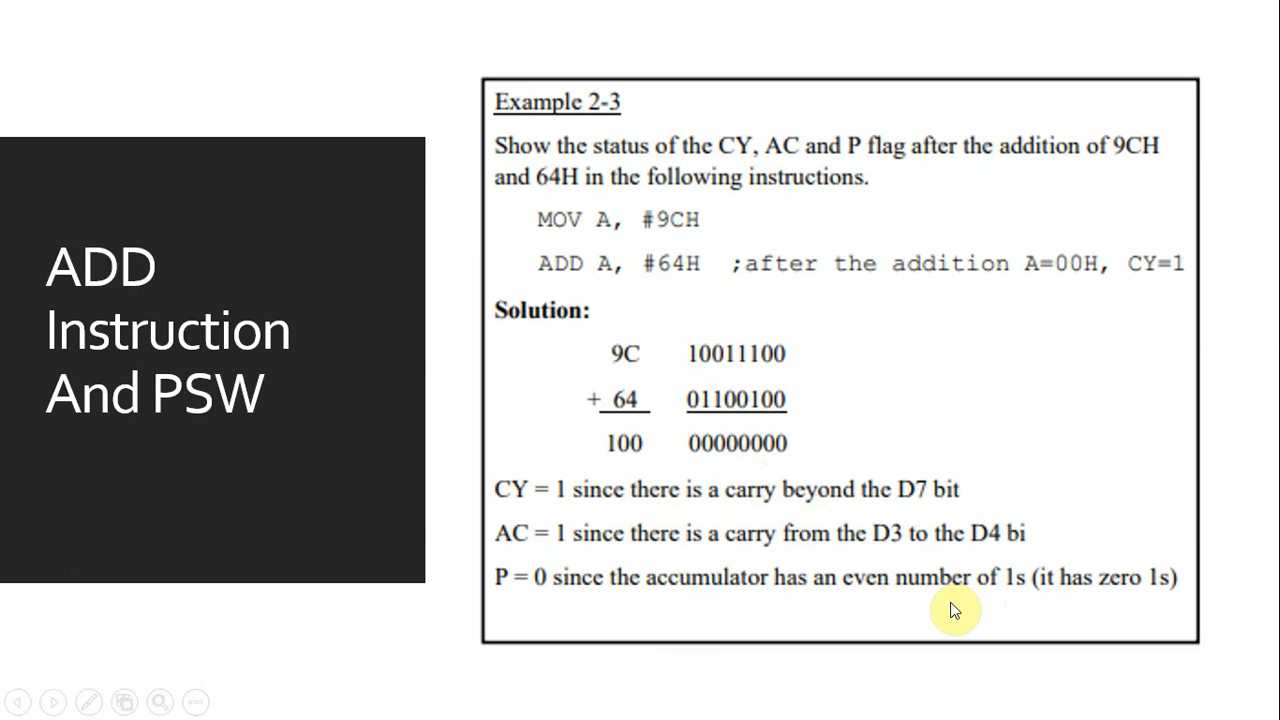 ADD
Instruction
And PSW
Example 2-3
Show the status of the CY, AC and P flag after the addition of 9CH
and 64H in the following instructions.
MOV A, #9CH
ADD A, #64H ;after the addition A=00H, CY=1
Solution:
9C 10011100
+ 64 01100100
100 00000000
CY = 1 since there is a carry beyond the D7 bit
AC = 1 since there is a carry from the D3 to the D4 bi
P = 0 since the accumulator has an even number of 1s (it has zero 1s)